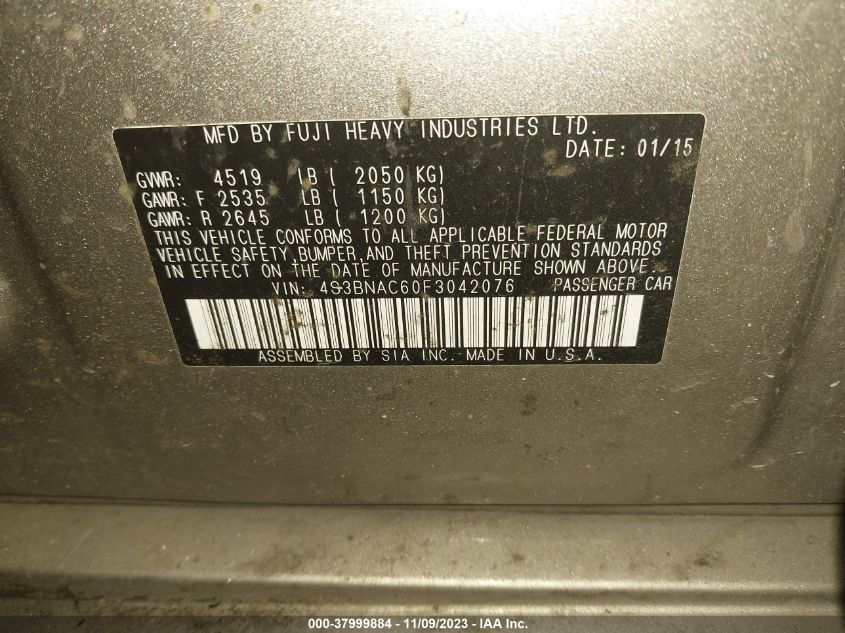 MFD BY FUJI HEAVY INDUSTRIES LTD.
DATE: 01/15
GVWR: 4519 LB ( 2050 KG)
GAWR: F 2535 LB ( 1150 KG)
GAWR: R 2645 LB ( 1200 KG)
THIS VEHICLE CONFORMS TO ALL APPLICABLE FEDERAL MOTOR
VEHICLE SAFETY,BUMPER,AND THEFT PREVENTION STANDARDS
IN EFFECT ON THE DATE OF MANUFACTURE SHOWN ABOVE.
VIN: 4S3BNAC60F3042076 PASSENGER CAR
ASSEMBLED BY SIA INC. MADE IN U.S.A.
000-37999884 - 11/09/2023 - IAA Inc.